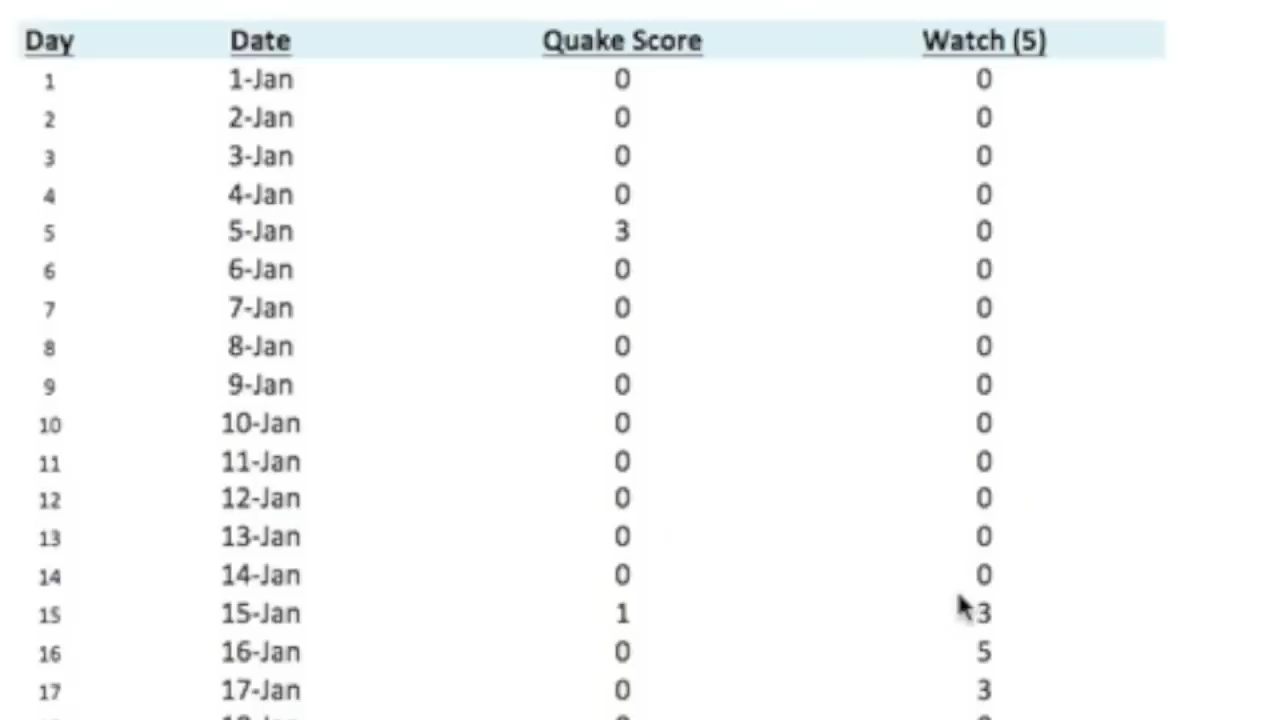 Day Date Quake Score Watch (5)
1 1-Jan 0 0
2 2-Jan 0 0
3 3-Jan 0 0
4 4-Jan 0 0
5 5-Jan 3 0
6 6-Jan 0 0
7 7-Jan 0 0
8 8-Jan 0 0
9 9-Jan 0 0
10 10-Jan 0 0
11 11-Jan 0 0
12 12-Jan 0 0
13 13-Jan 0 0
14 14-Jan 0 0
15 15-Jan 1 3
16 16-Jan 0 5
17 17-Jan 0 3